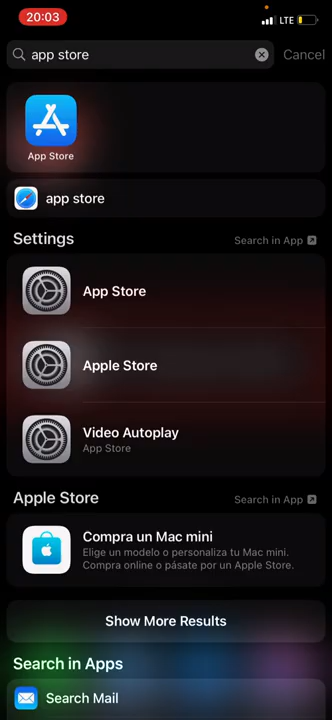 20:03
LTE
app store
Cancel
App Store
app store
Settings
Search in App
App Store
Apple Store
Video Autoplay
App Store
Apple Store
Search in App
Compra un Mac mini
Elige un modelo o personaliza tu Mac mini.
Compra online o pásate por un Apple Store.
Show More Results
Search in Apps
Search Mail